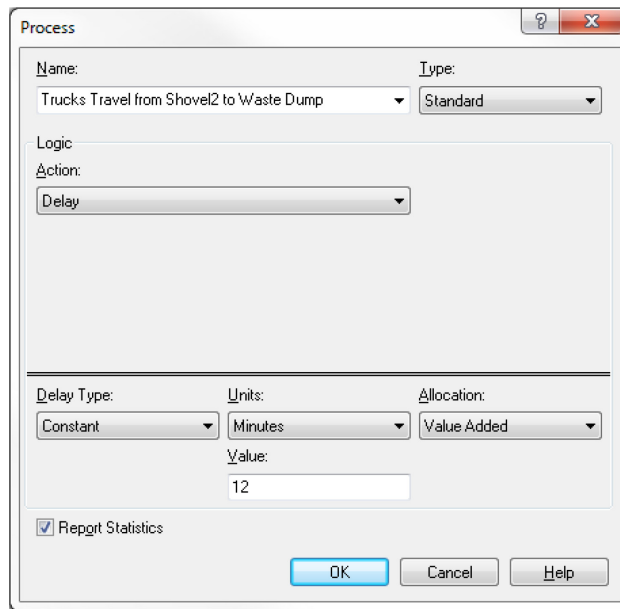 Process
?
Name: Type:
Trucks Travel from Shovel2 to Waste Dump Standard
Logic
Action:
Delay
Delay Type: Units: Allocation:
Constant Minutes Value Added
Value:
12
Report Statistics
OK Cancel Help